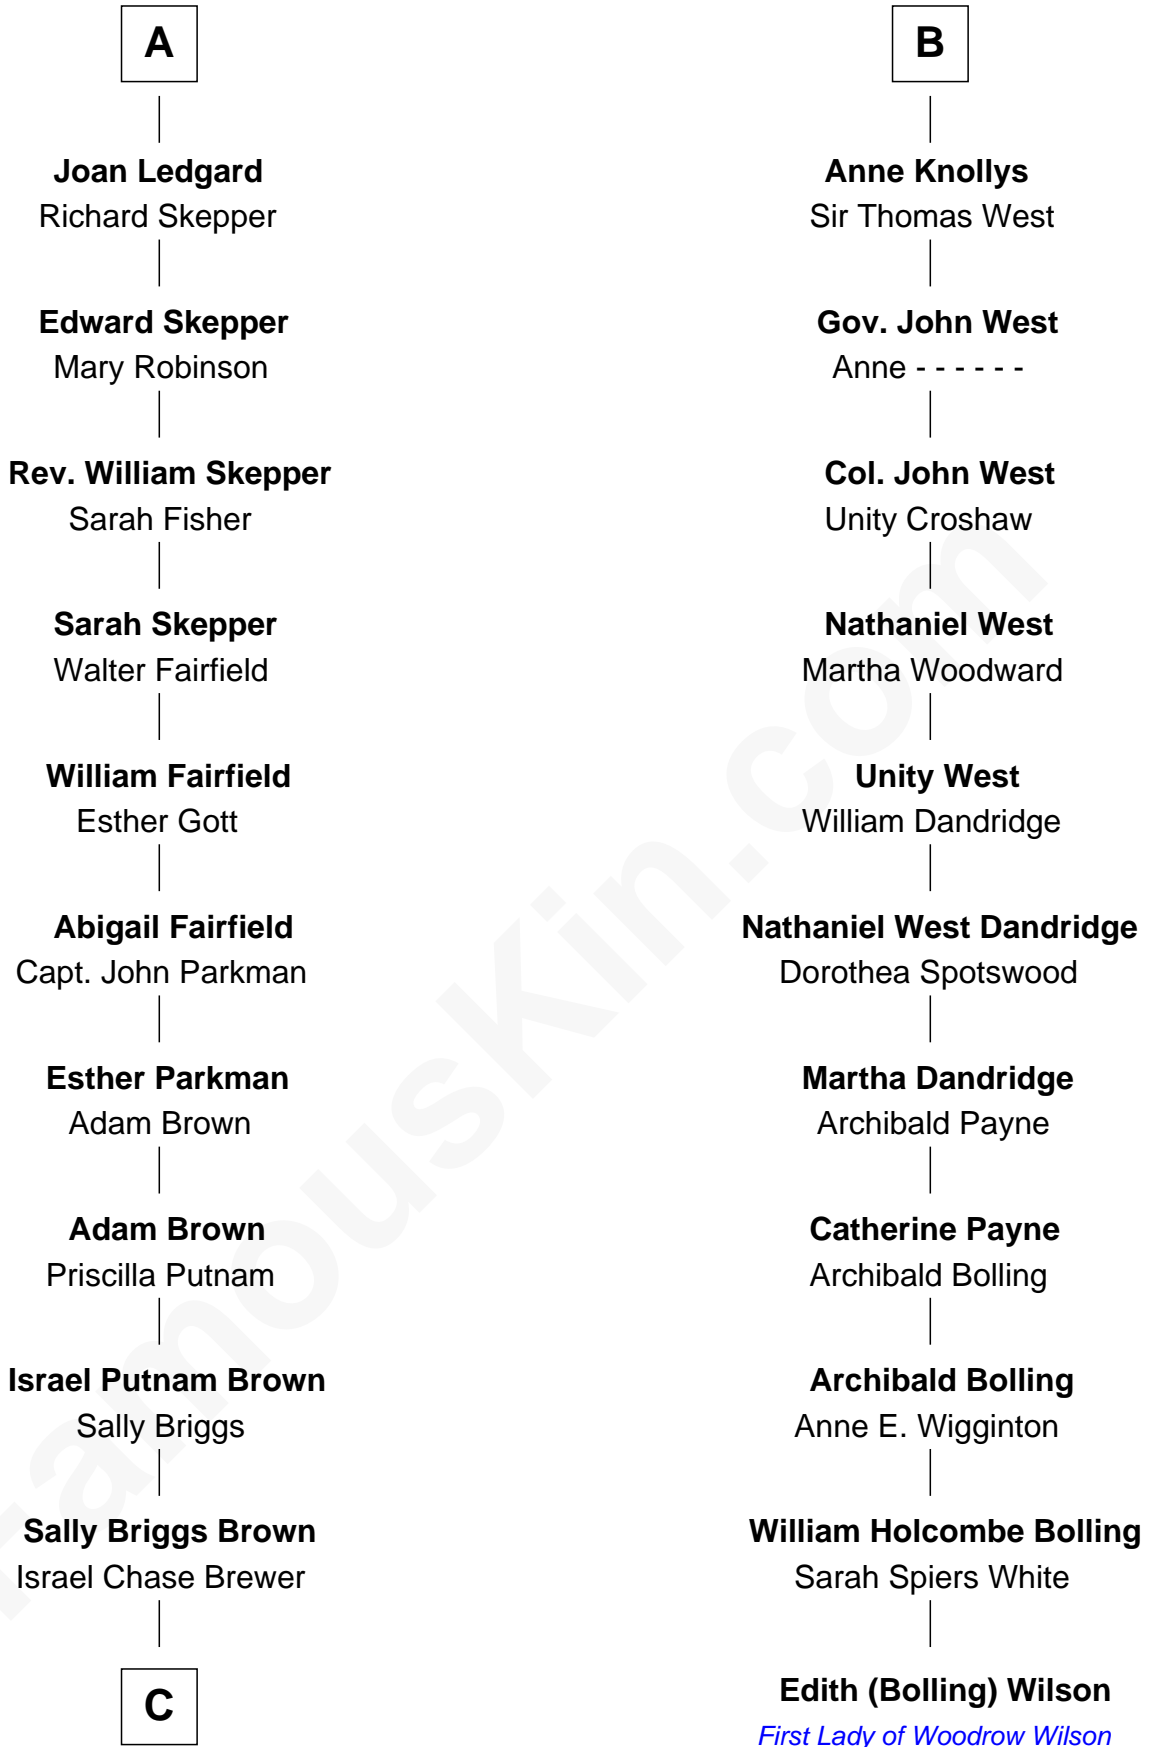 A
Joan Ledgard
Richard Skepper
Edward Skepper
Mary Robinson
Rev. William Skepper
Sarah Fisher
Sarah Skepper
Walter Fairfield
William Fairfield
Esther Gott
Abigail Fairfield
Capt. John Parkman
Esther Parkman
Adam Brown
Adam Brown
Priscilla Putnam
Israel Putnam Brown
Sally Briggs
Sally Briggs Brown
Israel Chase Brewer
C
B
Anne Knollys
Sir Thomas West
Gov. John West
Anne - - - - - -
Col. John West
Unity Croshaw
Nathaniel West
Martha Woodward
Unity West
William Dandridge
Nathaniel West Dandridge
Dorothea Spotswood
Martha Dandridge
Archibald Payne
Catherine Payne
Archibald Bolling
Archibald Bolling
Anne E. Wigginton
William Holcombe Bolling
Sarah Spiers White
Edith (Bolling) Wilson
First Lady of Woodrow Wilson
FamousKin.com